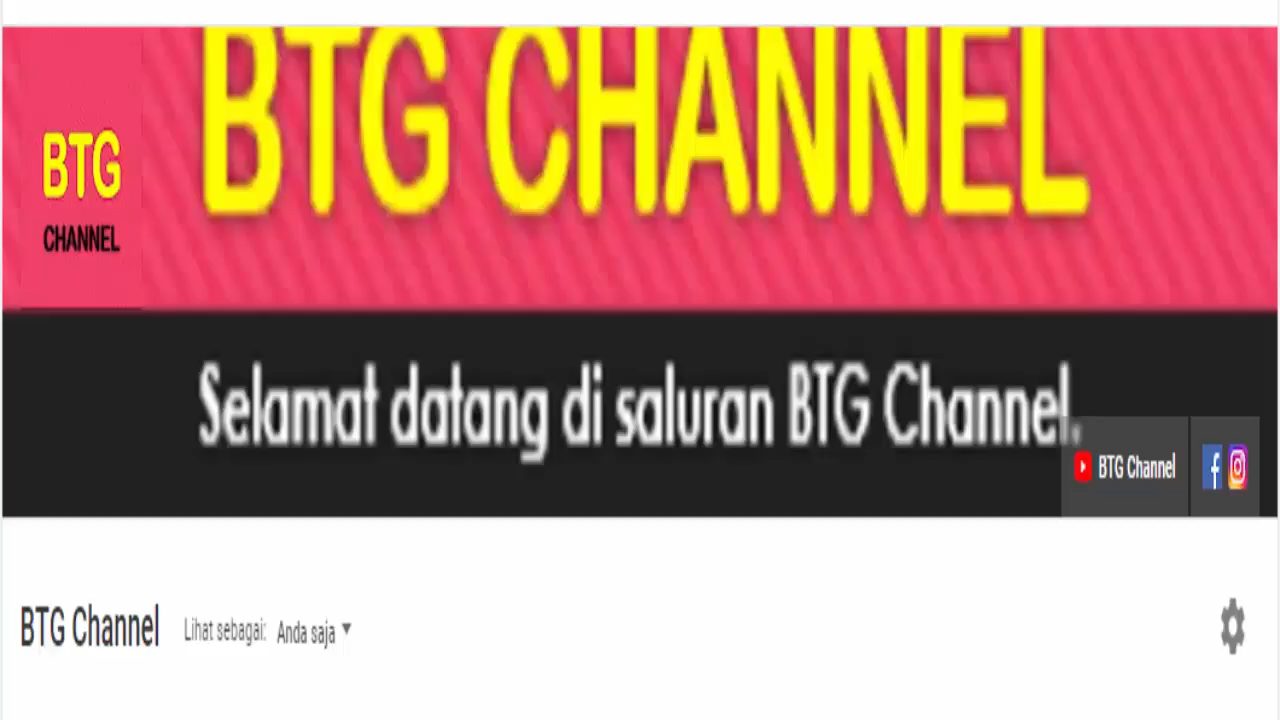 BTG CHANNEL
BTG
CHANNEL
Selamat datang di saluran BTG Channel.
BTG Channel
BTG Channel Lihat sebagai: Anda saja